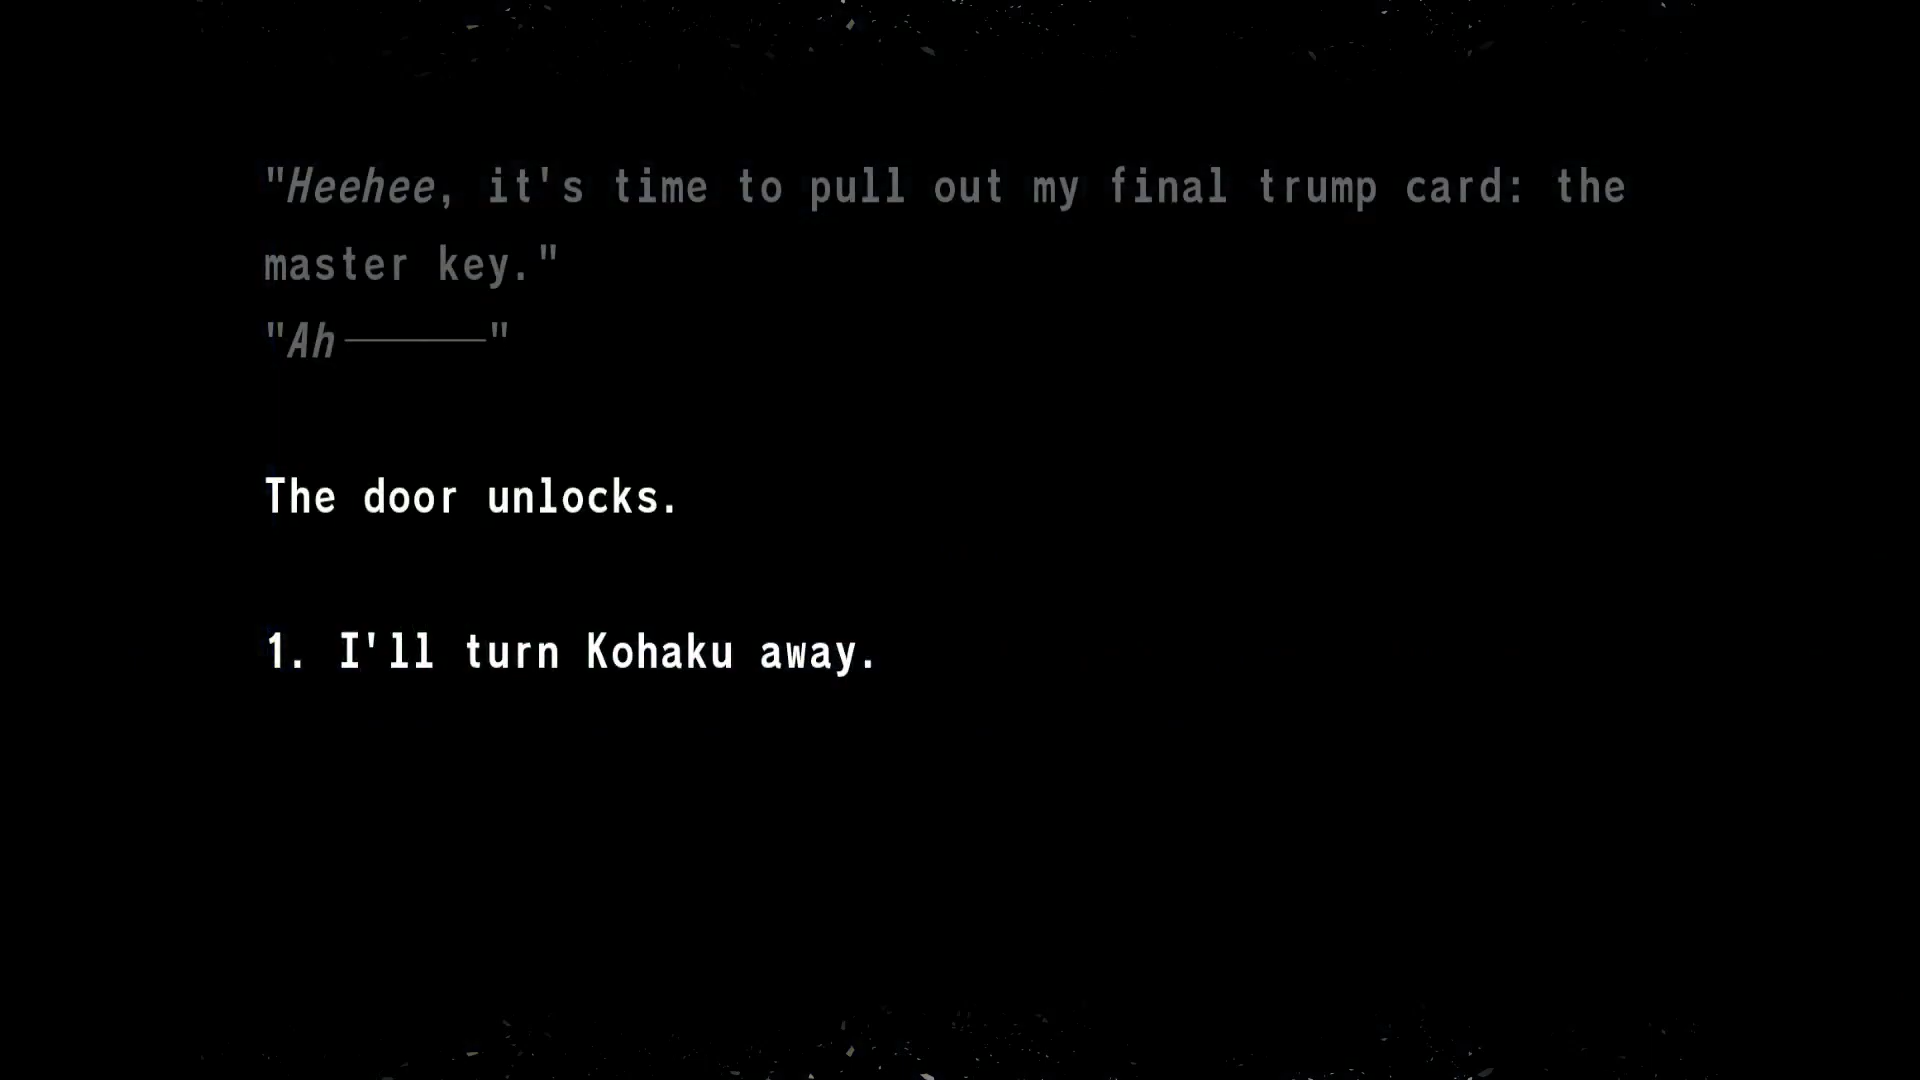 "Heehee, it's time to pull out my final trump card: the
master key."
"Ah――――――"
The door unlocks.
1. I'll turn Kohaku away.